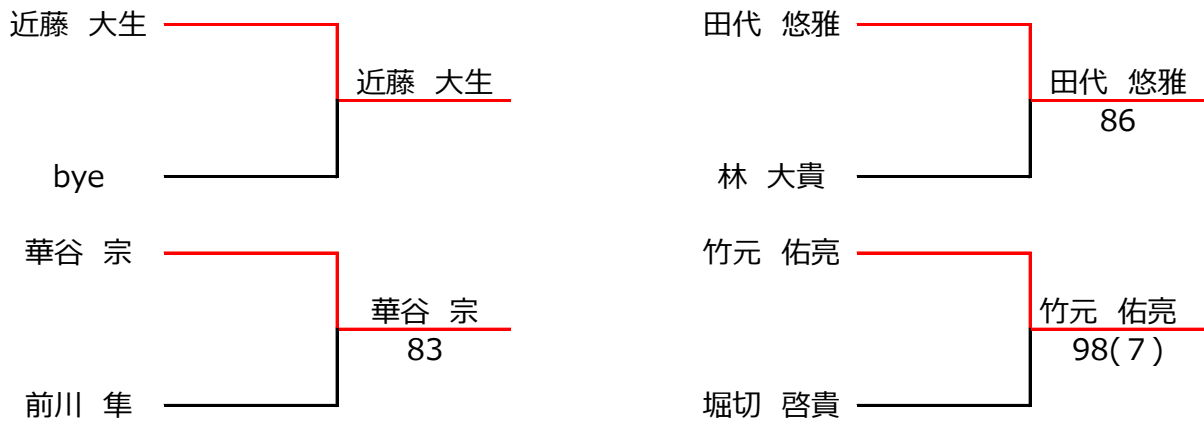 近藤 大生
近藤 大生
bye
華谷 宗
華谷 宗
83
前川 隼
田代 悠雅
田代 悠雅
86
林 大貴
竹元 佑亮
竹元 佑亮
98(7)
堀切 啓貴